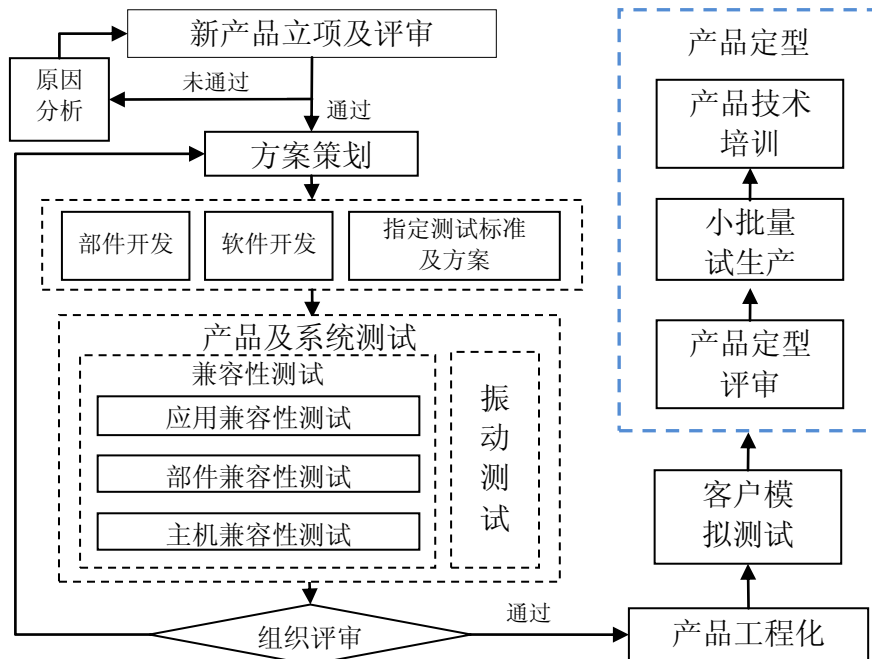 新产品立项及评审
原因
分析
未通过
通过
方案策划
部件开发
软件开发
指定测试标准
及方案
产品及系统测试
兼容性测试
应用兼容性测试
部件兼容性测试
主机兼容性测试
振
动
测
试
组织评审
通过
产品工程化
客户模
拟测试
产品定型
产品技术
培训
小批量
试生产
产品定型
评审